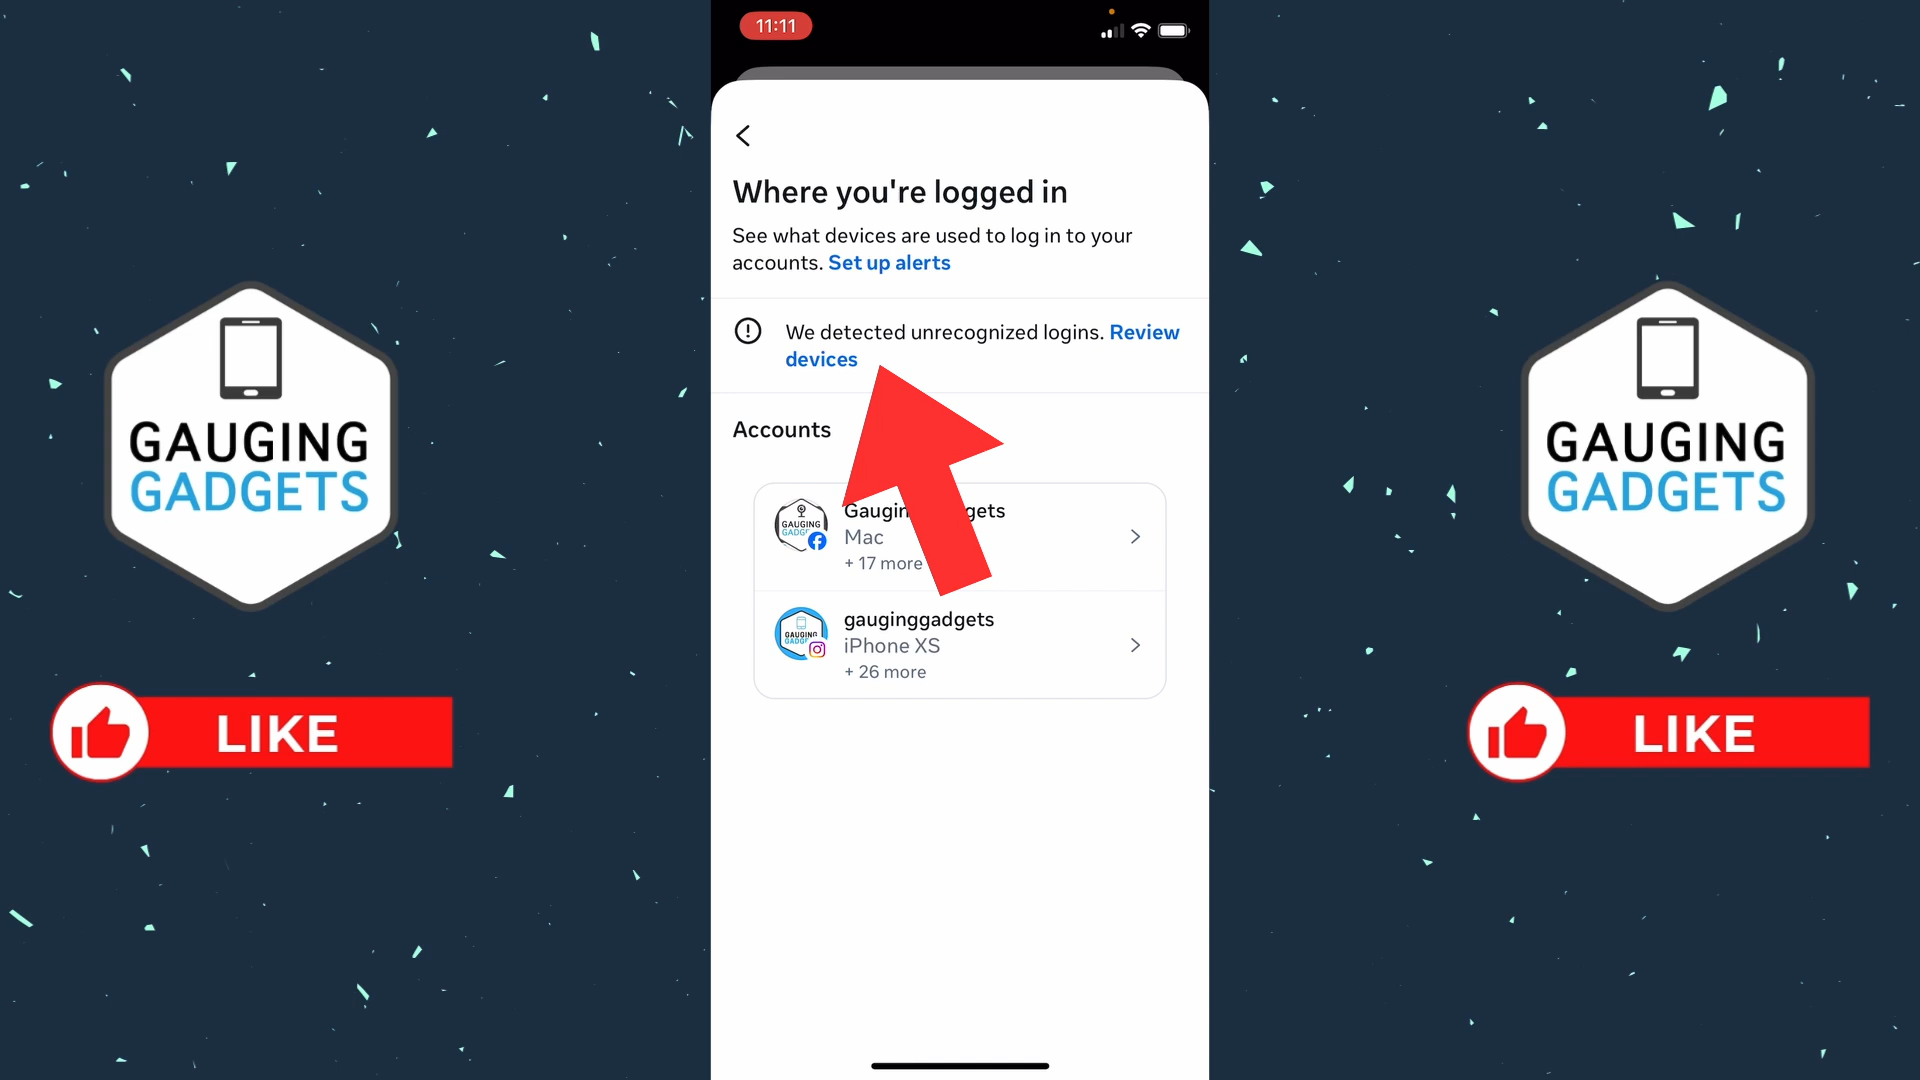 11:11
Where you're logged in
See what devices are used to log in to your
accounts. Set up alerts
We detected unrecognized logins. Review
devices
Accounts
GAUGING
GADGETS
LIKE
GAUGING
Mac
+ 17 more
gauginggadgets
iPhone XS
+ 26 more
GAUGING
GADGETS
LIKE